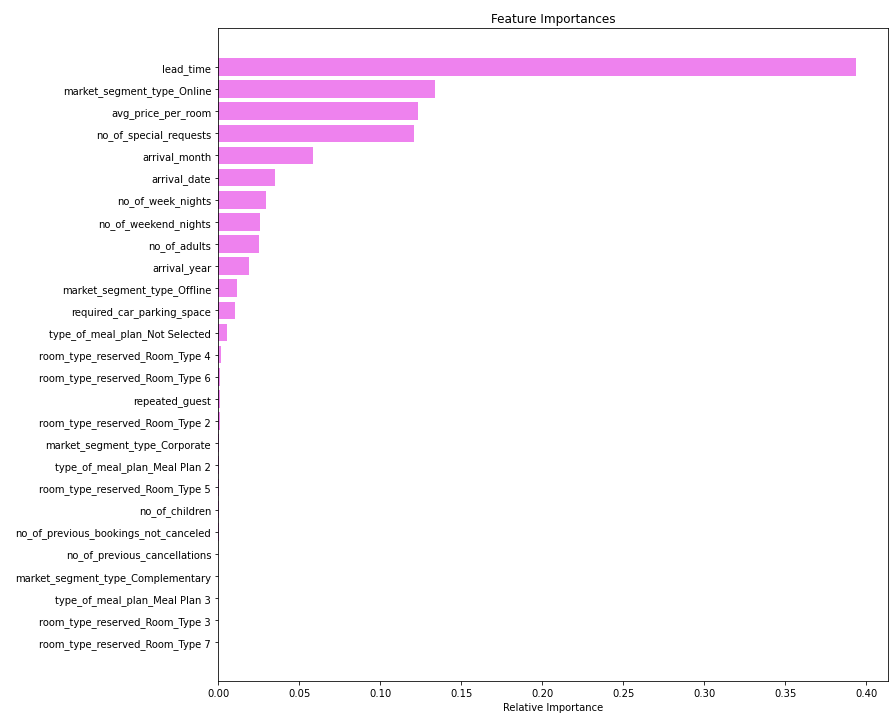 Feature Importances
lead_time
market_segment_type_Online
avg_price_per_room
no_of_special_requests
arrival_month
arrival_date
no_of_week_nights
no_of_weekend_nights
no_of_adults
arrival_year
market_segment_type_Offline
required_car_parking_space
type_of_meal_plan_Not Selected
room_type_reserved_Room_Type 4
room_type_reserved_Room_Type 6
repeated_guest
room_type_reserved_Room_Type 2
market_segment_type_Corporate
type_of_meal_plan_Meal Plan 2
room_type_reserved_Room_Type 5
no_of_children
no_of_previous_bookings_not_canceled
no_of_previous_cancellations
market_segment_type_Complementary
type_of_meal_plan_Meal Plan 3
room_type_reserved_Room_Type 3
room_type_reserved_Room_Type 7
0.00 0.05 0.10 0.15 0.20 0.25 0.30 0.35 0.40
Relative Importance